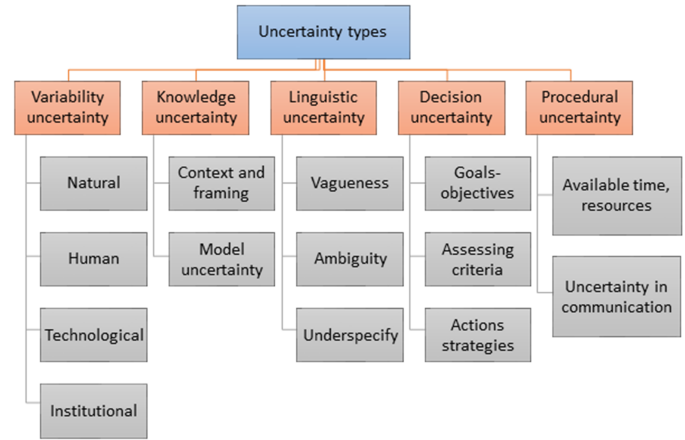 Uncertainty types
Variability
uncertainty
Natural
Human
Technological
Institutional
Knowledge
uncertainty
Context and
framing
Model
uncertainty
Linguistic
uncertainty
Vagueness
Ambiguity
Underspecify
Decision
uncertainty
Goals-
objectives
Assessing
criteria
Actions
strategies
Procedural
uncertainty
Available time,
resources
Uncertainty in
communication